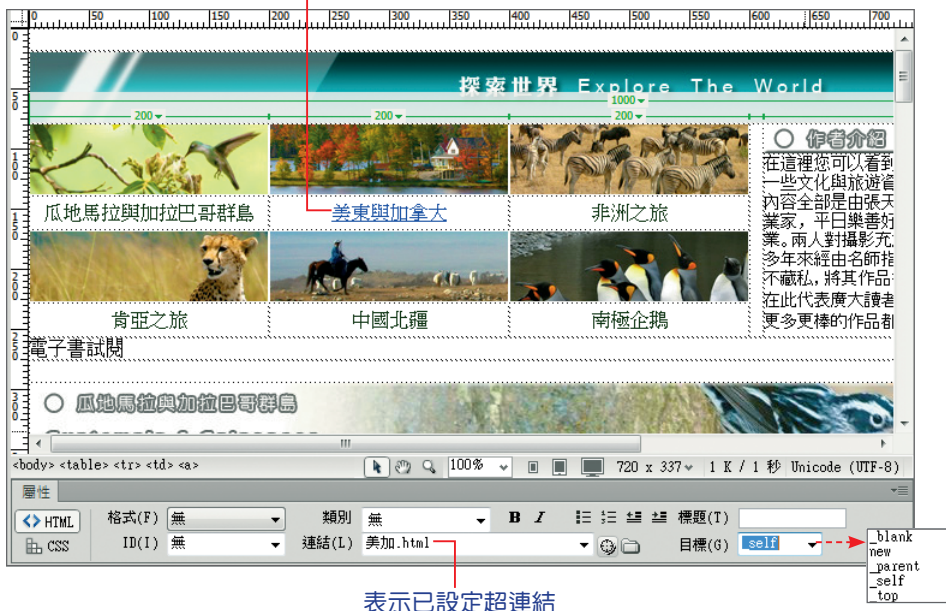 0 50 100 150 200 250 300 350 400 450 500 550 600 650 700
探索世界 Explore The World
1000
200 200 200
作者介紹
在這裡您可以看到
一些文化與旅遊資
內容全部是由張天
業家，平日樂善好
業。兩人對攝影充
多年來經由名師指
不藏私，將其作品
在此代表廣大讀者
更多更棒的作品都
瓜地馬拉與加拉巴哥群島 美東與加拿大 非洲之旅
肯亞之旅 中國北疆 南極企鵝
電子書試閱
瓜地馬拉與加拉巴哥群島
<body> <table> <tr> <td> <a> 100% 720 x 337 1 K / 1 秒 Unicode (UTF-8)
屬性
HTML 格式(F) 無 類別 無 B I 標題(T)
CSS ID(I) 無 連結(L) 美加.html 目標(G) _self
_blank
new
_parent
_self
_top
表示已設定超連結